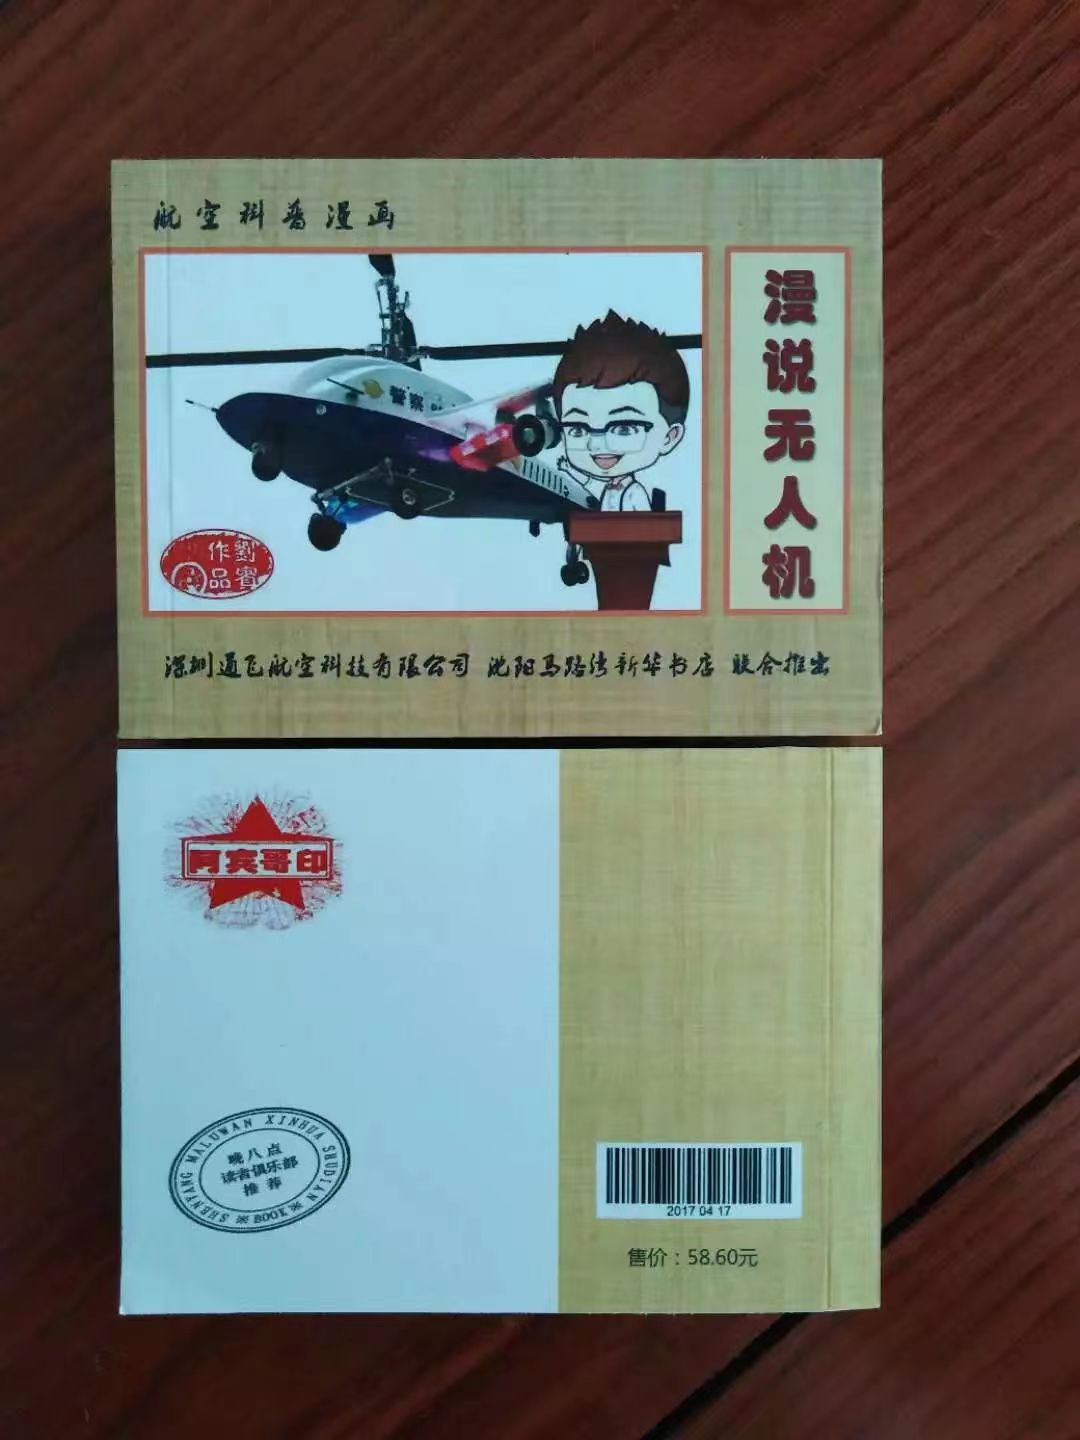 航空科普漫画
漫说无人机
警察
劉賓
作品
深圳通飞航空科技有限公司 沈阳马路湾新华书店 联合推出
阿宾哥印
SHENYANG MALUWAN XINHUA SHUDIAN
晚八点
读者俱乐部
推荐
BOOK
2017 04 17
售价：58.60元